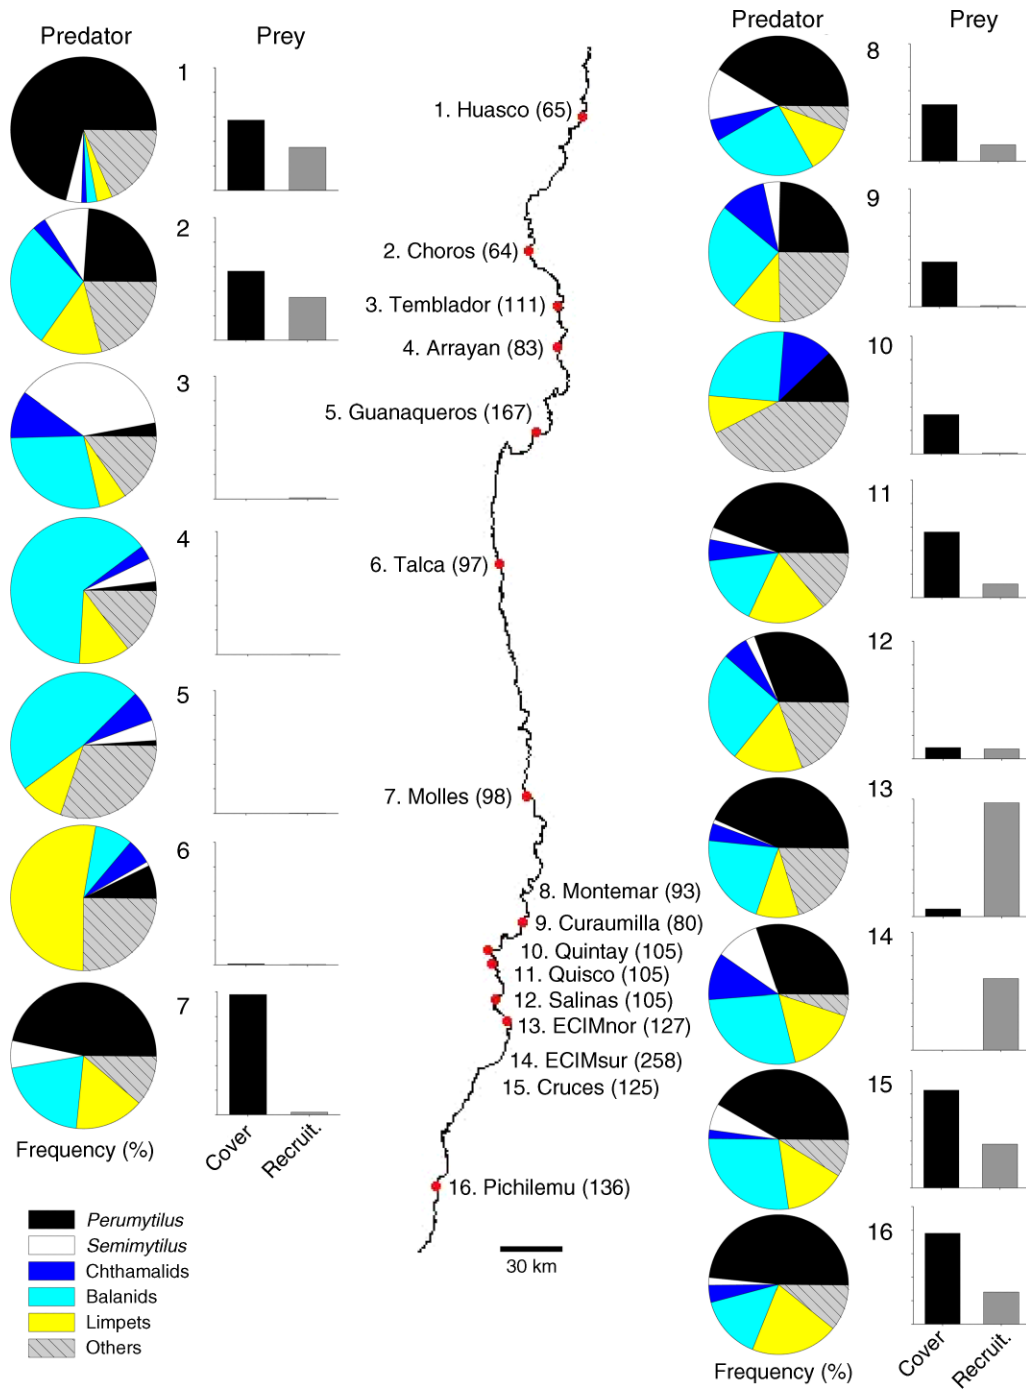 Predator
Prey
1
2
3
4
5
6
7
Cover
Recruit.
Frequency (%)
Perumytilus
Semimytilus
Chthamalids
Balanids
Limpets
Others
1. Huasco (65)
2. Choros (64)
3. Temblador (111)
4. Arrayan (83)
5. Guanaqueros (167)
6. Talca (97)
7. Molles (98)
8. Montemar (93)
9. Curaumilla (80)
10. Quintay (105)
11. Quisco (105)
12. Salinas (105)
13. ECIMnor (127)
14. ECIMsur (258)
15. Cruces (125)
16. Pichilemu (136)
30 km
Predator
Prey
8
9
10
11
12
13
14
15
16
Cover
Recruit.
Frequency (%)